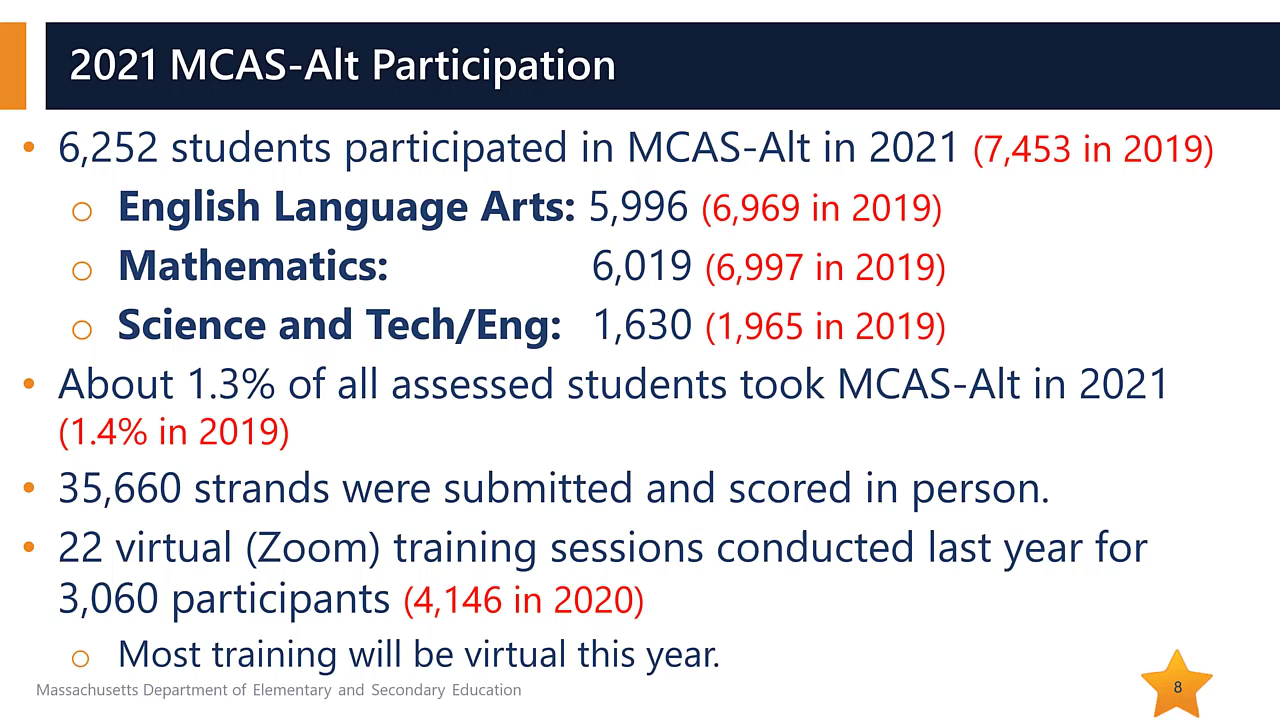 2021 MCAS-Alt Participation
• 6,252 students participated in MCAS-Alt in 2021 (7,453 in 2019)
o English Language Arts: 5,996 (6,969 in 2019)
o Mathematics: 6,019 (6,997 in 2019)
o Science and Tech/Eng: 1,630 (1,965 in 2019)
• About 1.3% of all assessed students took MCAS-Alt in 2021
(1.4% in 2019)
• 35,660 strands were submitted and scored in person.
• 22 virtual (Zoom) training sessions conducted last year for
3,060 participants (4,146 in 2020)
o Most training will be virtual this year.
Massachusetts Department of Elementary and Secondary Education
8